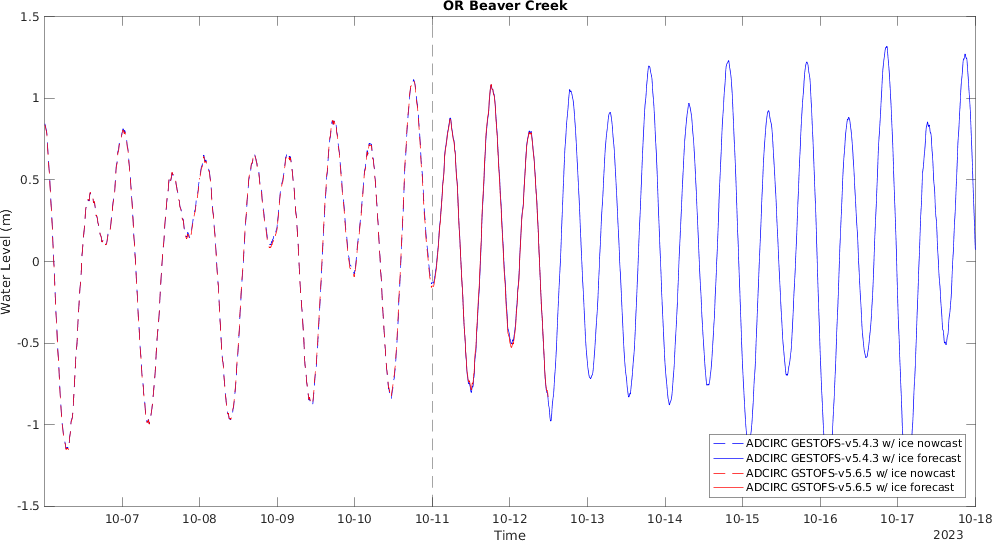 OR Beaver Creek
1.5
1
0.5
0
-0.5
-1
-1.5
Water Level (m)
ADCIRC GESTOFS-v5.4.3 w/ ice nowcast
ADCIRC GESTOFS-v5.4.3 w/ ice forecast
ADCIRC GSTOFS-v5.6.5 w/ ice nowcast
ADCIRC GSTOFS-v5.6.5 w/ ice forecast
10-07 10-08 10-09 10-10 10-11 10-12 10-13 10-14 10-15 10-16 10-17 10-18
Time
2023